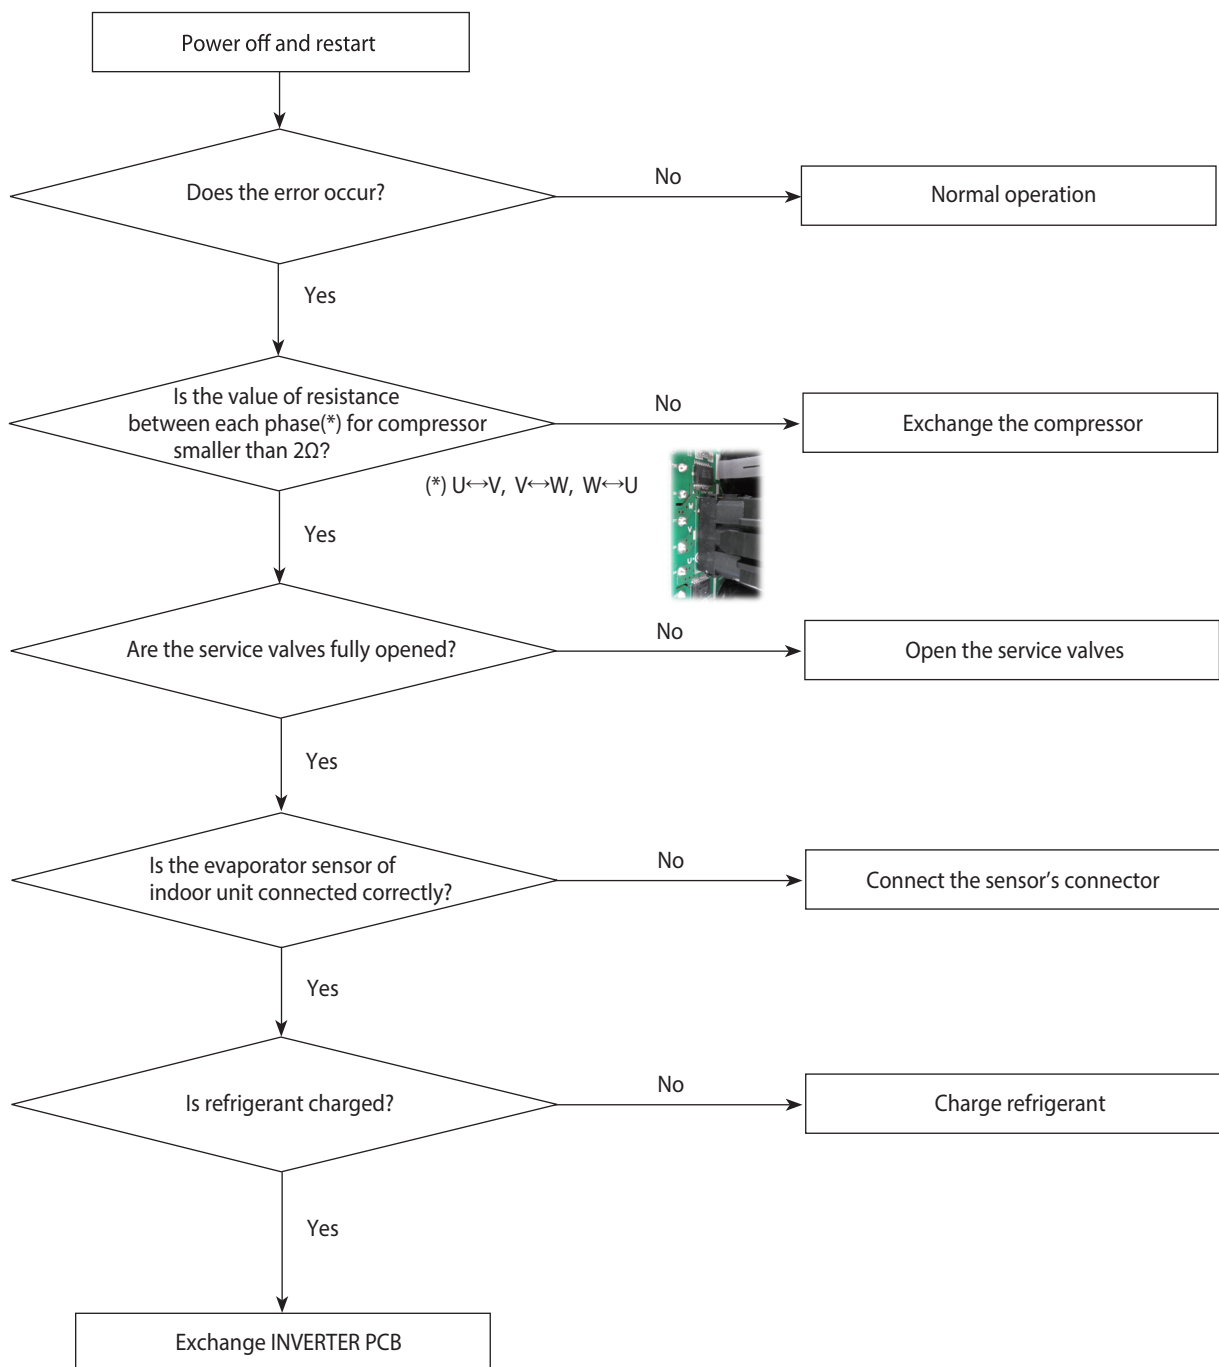 Power off and restart
Does the error occur?
No
Normal operation
Yes
Is the value of resistance
between each phase(*) for compressor
smaller than 2Ω?
No
Exchange the compressor
(*) U↔V, V↔W, W↔U
W
V
U
Yes
Are the service valves fully opened?
No
Open the service valves
Yes
Is the evaporator sensor of
indoor unit connected correctly?
No
Connect the sensor’s connector
Yes
Is refrigerant charged?
No
Charge refrigerant
Yes
Exchange INVERTER PCB